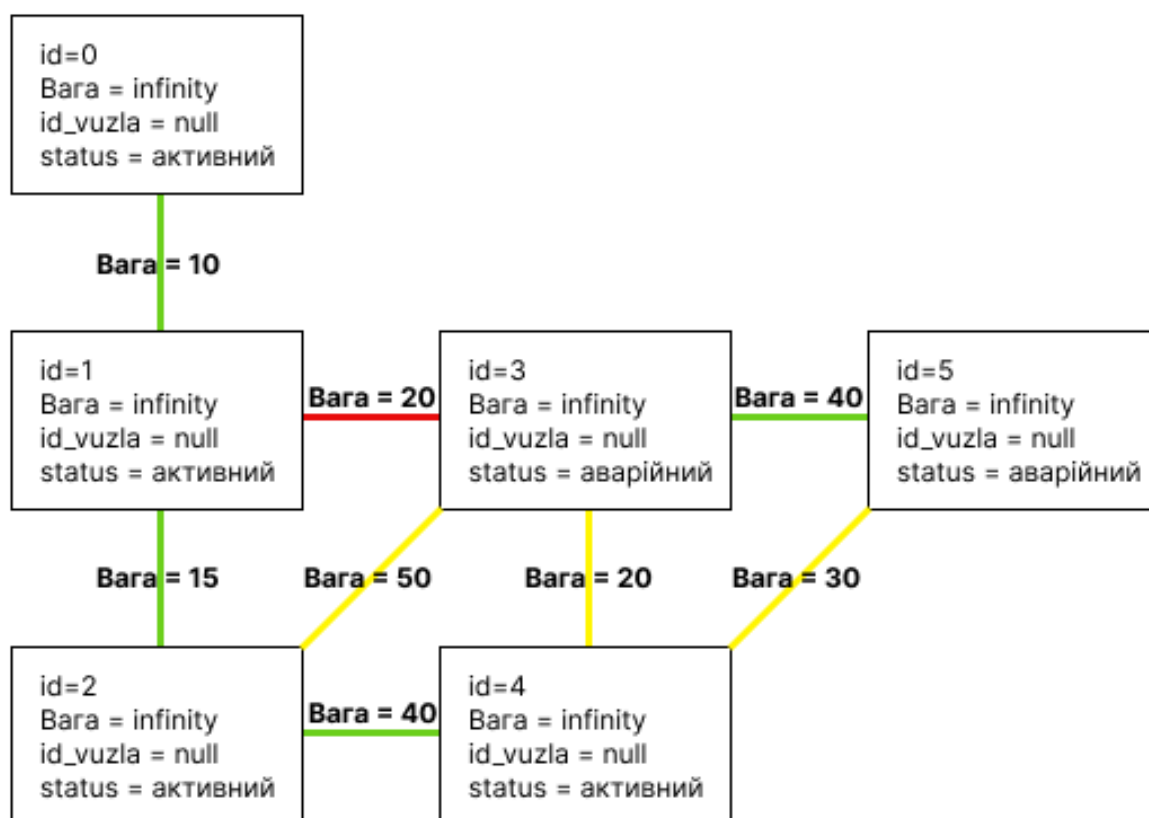 id=0
Вага = infinity
id_vuzla = null
status = активний
Вага = 10
id=1
Вага = infinity
id_vuzla = null
status = активний
Вага = 20
id=3
Вага = infinity
id_vuzla = null
status = аварійний
Вага = 40
id=5
Вага = infinity
id_vuzla = null
status = аварійний
Вага = 15
Вага = 50
Вага = 20
Вага = 30
id=2
Вага = infinity
id_vuzla = null
status = активний
Вага = 40
id=4
Вага = infinity
id_vuzla = null
status = активний